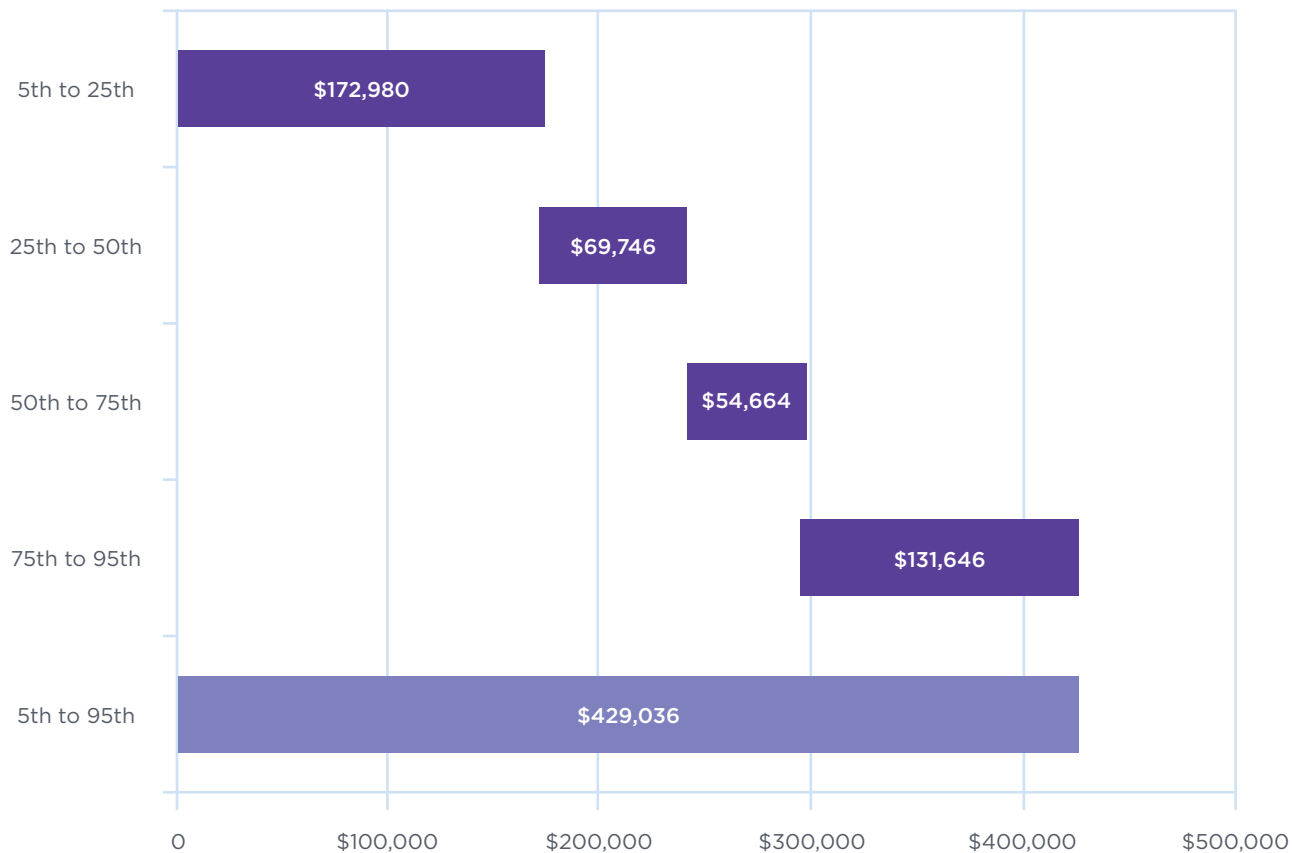 5th to 25th
$172,980
25th to 50th
$69,746
50th to 75th
$54,664
75th to 95th
$131,646
5th to 95th
$429,036
0 $100,000 $200,000 $300,000 $400,000 $500,000